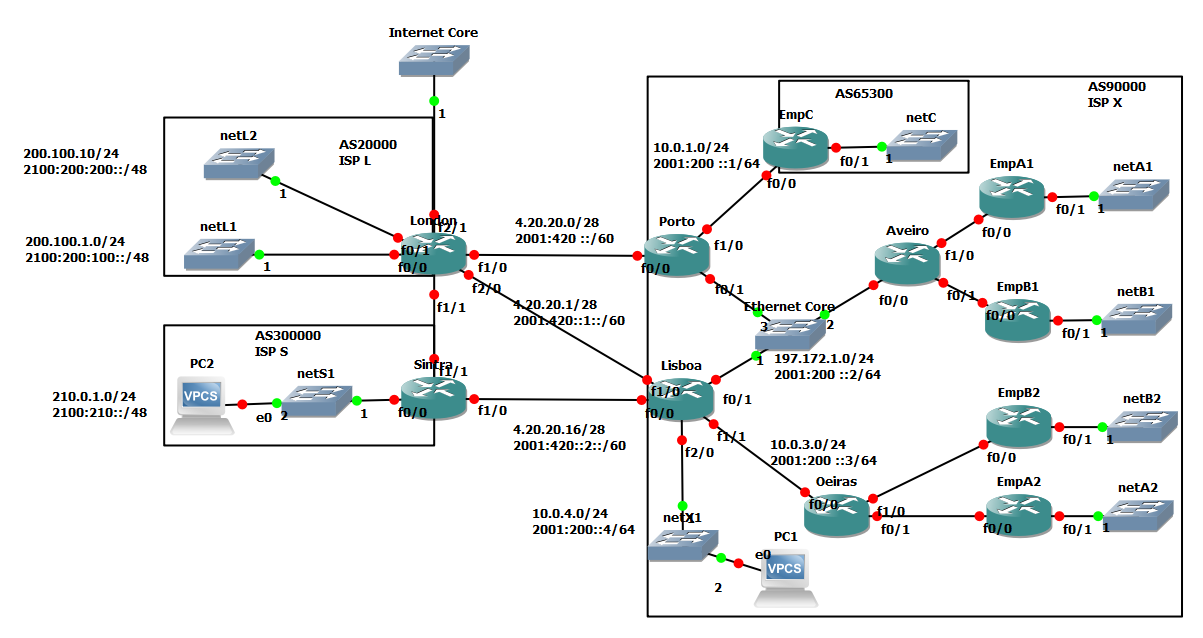 Internet Core
1
AS20000
ISP L
netL2
200.100.10/24
2100:200:200::/48
1
netL1
200.100.1.0/24
2100:200:100::/48
1
London
f2/1
f0/1
f0/0
f1/0
f2/0
f1/1
4.20.20.0/28
2001:420 ::/60
4.20.20.1/28
2001:420::1::/60
AS300000
ISP S
PC2
VPCS
netS1
210.0.1.0/24
2100:210::/48
e0
2
1
Sintra
f1/1
f0/0
f1/0
4.20.20.16/28
2001:420::2::/60
AS90000
ISP X
AS65300
EmpC
netC
f0/1
1
f0/0
10.0.1.0/24
2001:200 ::1/64
Porto
f1/0
f0/0
f0/1
Ethernet Core
3
2
1
197.172.1.0/24
2001:200 ::2/64
Aveiro
f1/0
f0/0
f0/1
EmpA1
netA1
f0/1
1
f0/0
EmpB1
netB1
f0/0
f0/1
1
Lisboa
f1/0
f0/0
f0/1
f1/1
f2/0
10.0.3.0/24
2001:200 ::3/64
Oeiras
f0/0
f1/0
f0/1
EmpB2
netB2
f0/1
1
f0/0
EmpA2
netA2
f0/0
f0/1
1
10.0.4.0/24
2001:200::4/64
netX1
2
e0
PC1
VPCS